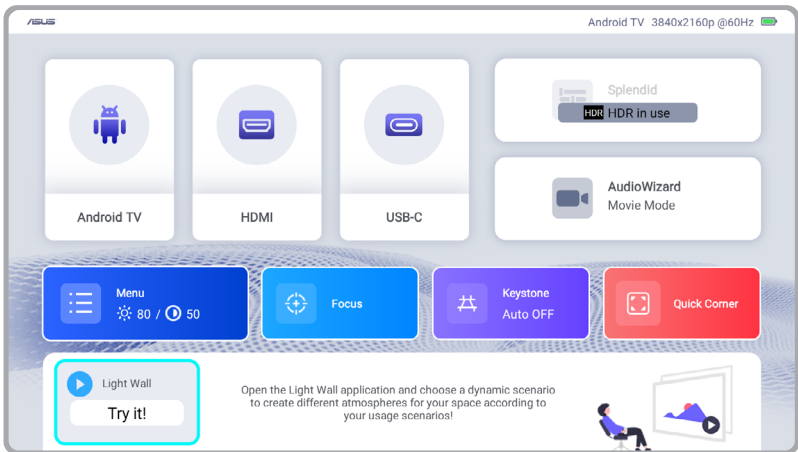 ASUS
Android TV 3840x2160p @60Hz
Splendid
HDR HDR in use
Android TV
HDMI
USB-C
AudioWizard
Movie Mode
Menu
80 / 50
Focus
Keystone
Auto OFF
Quick Corner
Light Wall
Try it!
Open the Light Wall application and choose a dynamic scenario
to create different atmospheres for your space according to
your usage scenarios!